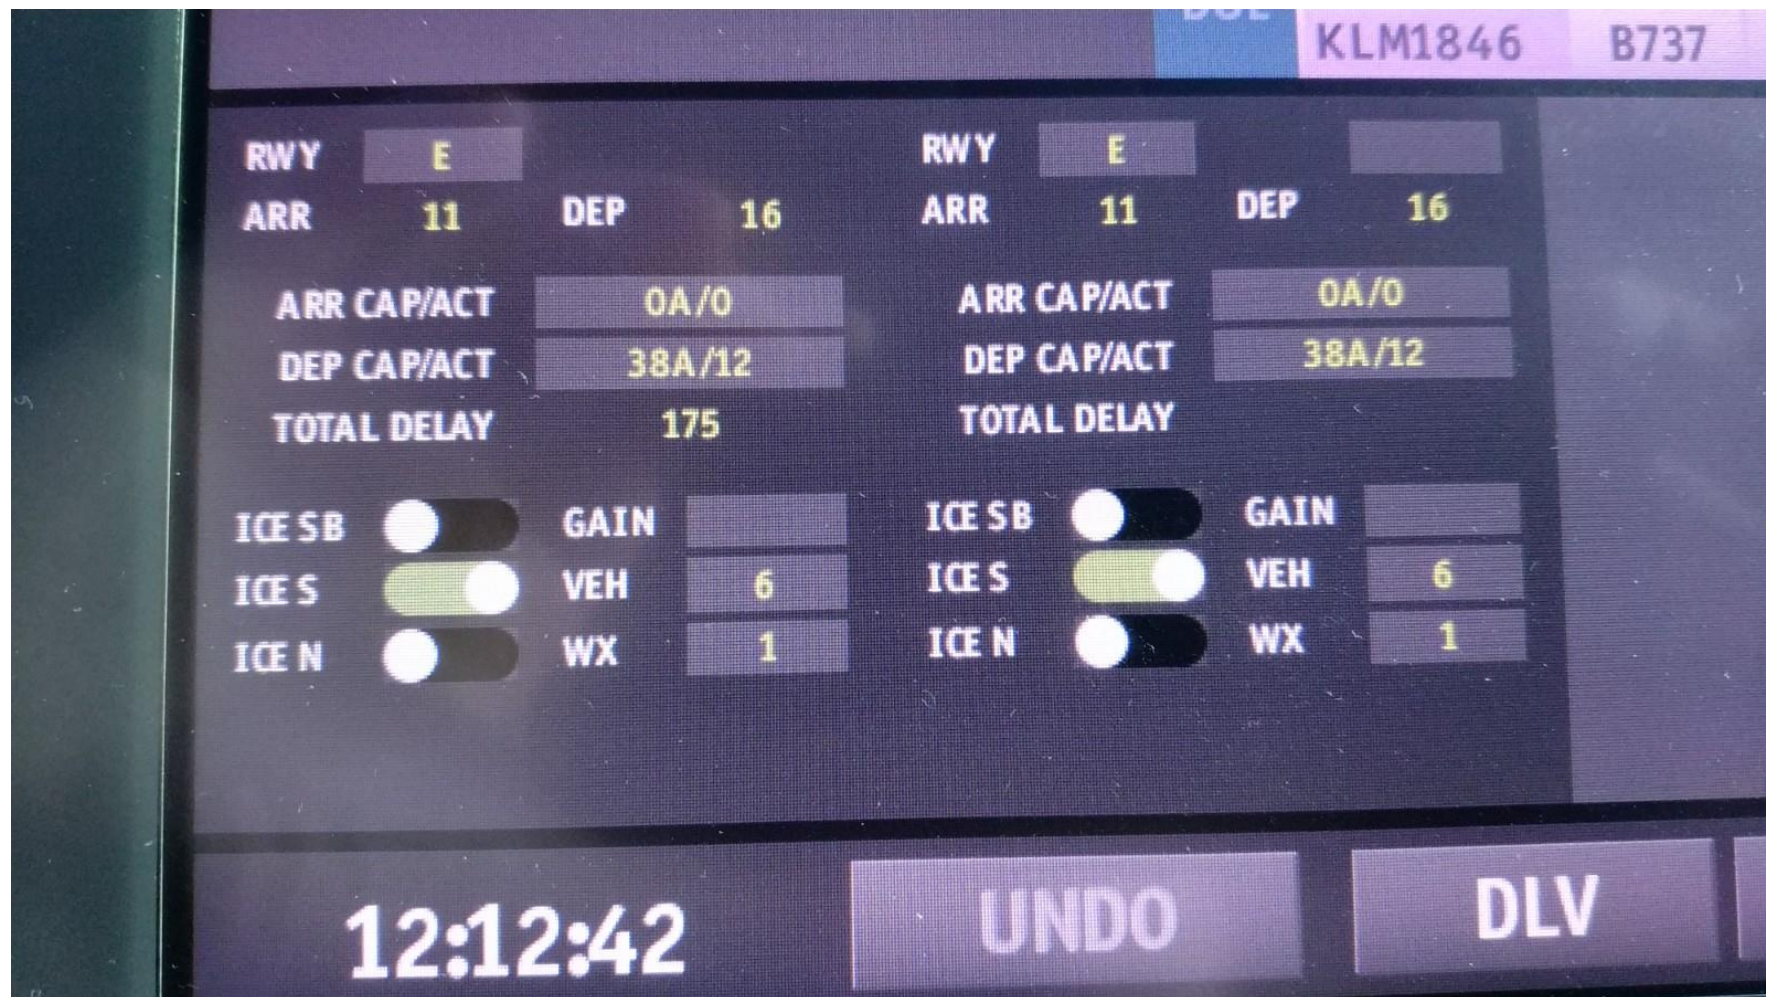 KLM1846 B737
RWY E RWY E
ARR 11 DEP 16 ARR 11 DEP 16
ARR CAP/ACT 0A/0 ARR CAP/ACT 0A/0
DEP CAP/ACT 38A/12 DEP CAP/ACT 38A/12
TOTAL DELAY 175 TOTAL DELAY
ICE SB GAIN ICE SB GAIN
ICE S VEH 6 ICE S VEH 6
ICE N WX 1 ICE N WX 1
12:12:42 UNDO DLV